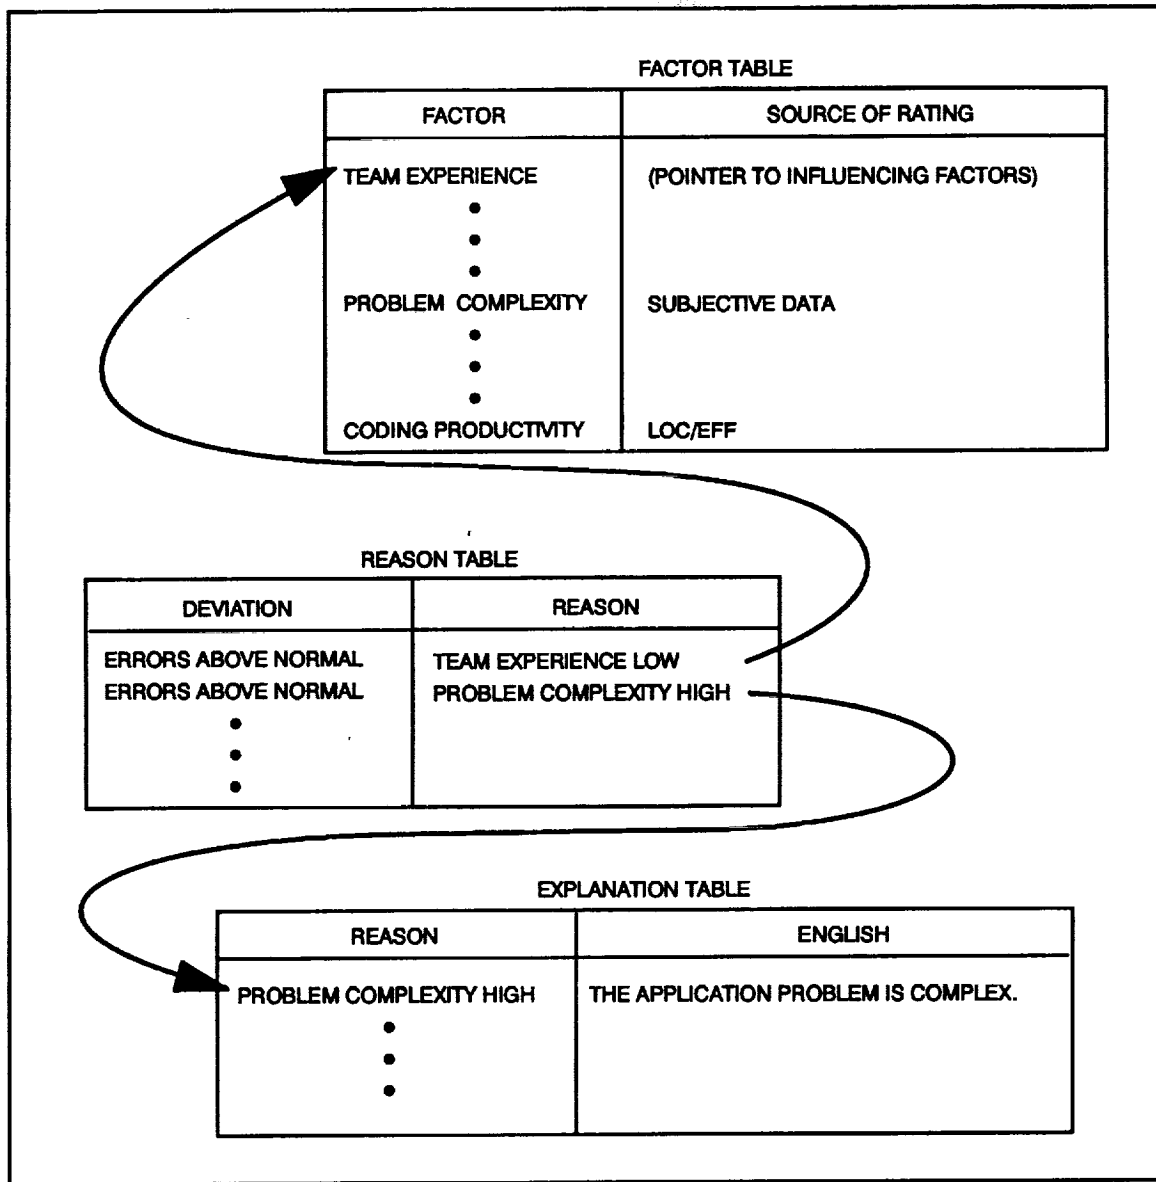 FACTOR TABLE
FACTOR SOURCE OF RATING
TEAM EXPERIENCE (POINTER TO INFLUENCING FACTORS)
PROBLEM COMPLEXITY SUBJECTIVE DATA
CODING PRODUCTIVITY LOC/EFF
REASON TABLE
DEVIATION REASON
ERRORS ABOVE NORMAL TEAM EXPERIENCE LOW
ERRORS ABOVE NORMAL PROBLEM COMPLEXITY HIGH
EXPLANATION TABLE
REASON ENGLISH
PROBLEM COMPLEXITY HIGH THE APPLICATION PROBLEM IS COMPLEX.